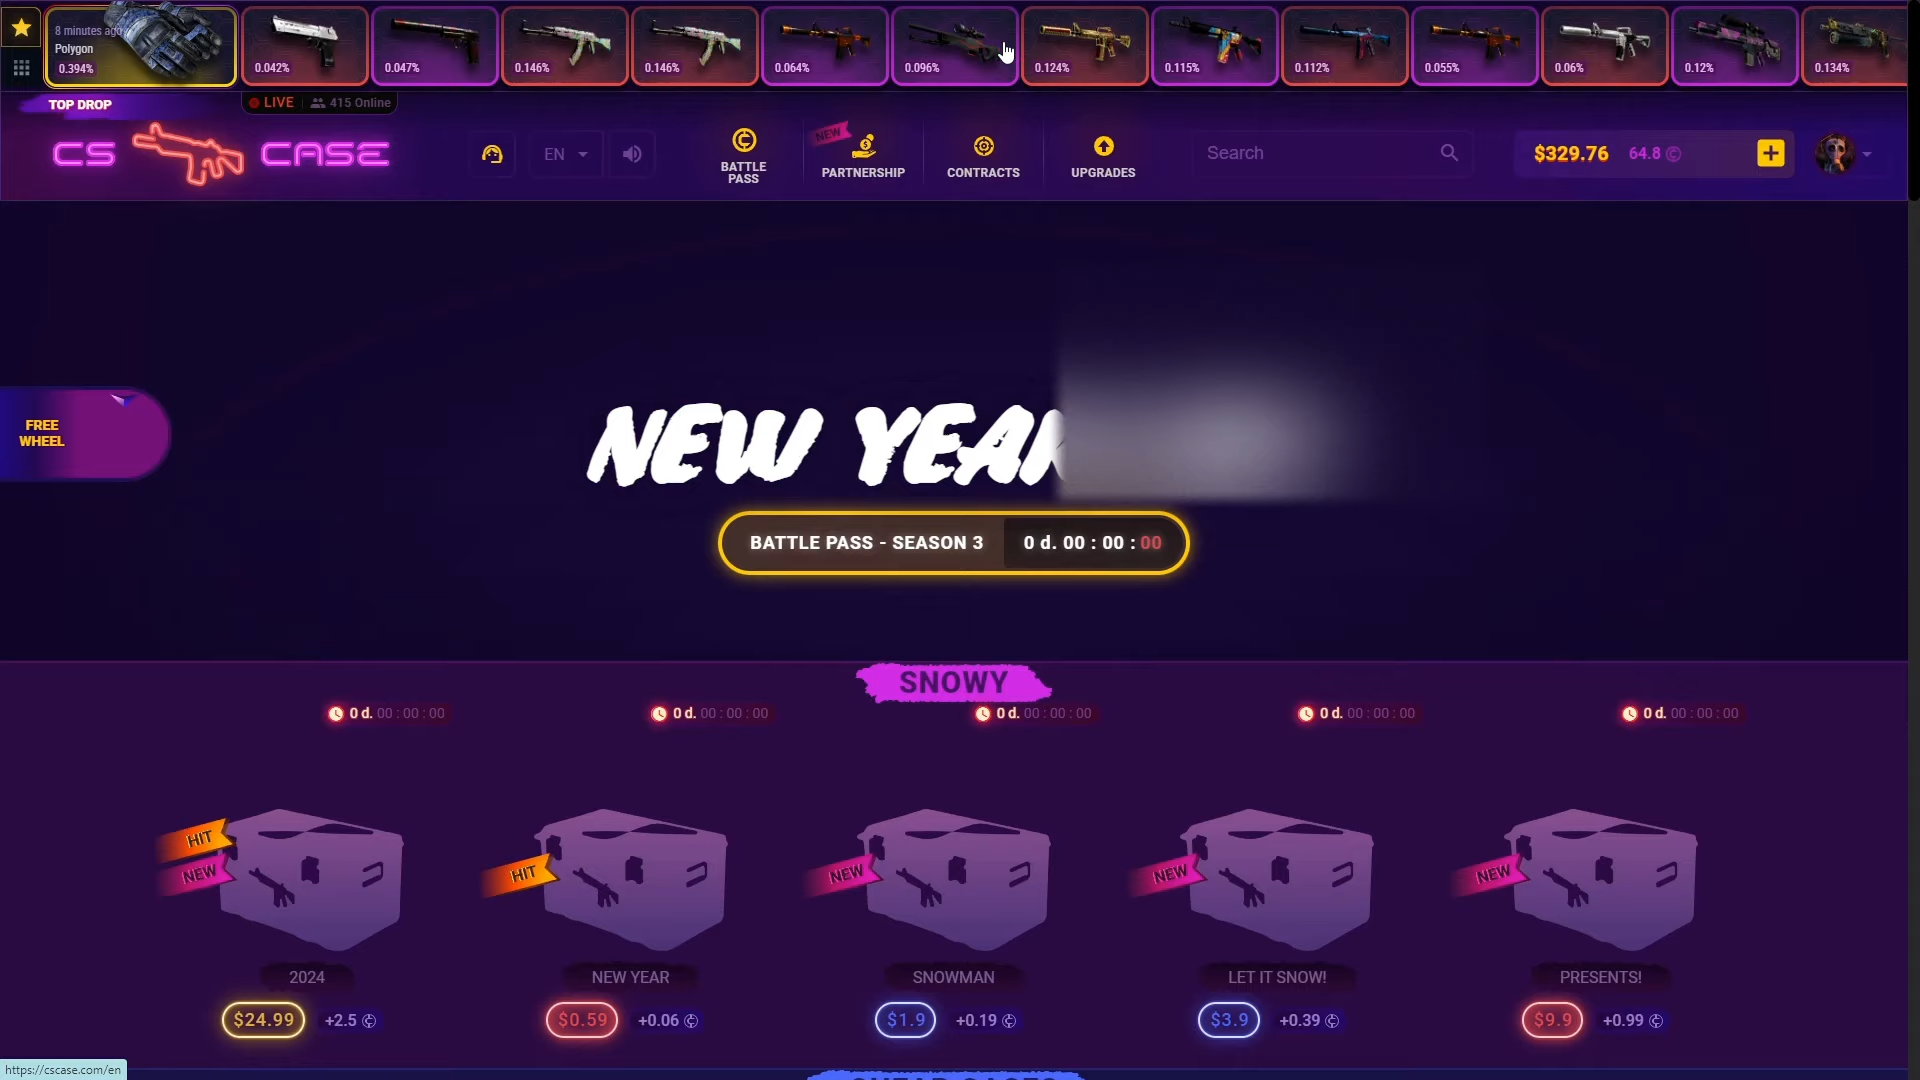 8 minutes ago
Polygon
0.394%
0.042%
0.047%
0.146%
0.146%
0.064%
0.096%
0.124%
0.115%
0.112%
0.055%
0.06%
0.12%
0.134%
TOP DROP
LIVE
415 Online
CS CASE
EN
BATTLE
PASS
NEW
PARTNERSHIP
CONTRACTS
UPGRADES
Search
$329.76
64.8
FREE
WHEEL
NEW YEAR
BATTLE PASS - SEASON 3
0 d. 00 : 00 : 00
SNOWY
0 d. 00 : 00 : 00
0 d. 00 : 00 : 00
0 d. 00 : 00 : 00
0 d. 00 : 00 : 00
0 d. 00 : 00 : 00
HIT
NEW
HIT
NEW
NEW
NEW
2024
NEW YEAR
SNOWMAN
LET IT SNOW!
PRESENTS!
$24.99
+2.5
$0.59
+0.06
$1.9
+0.19
$3.9
+0.39
$9.9
+0.99
https://cscase.com/en